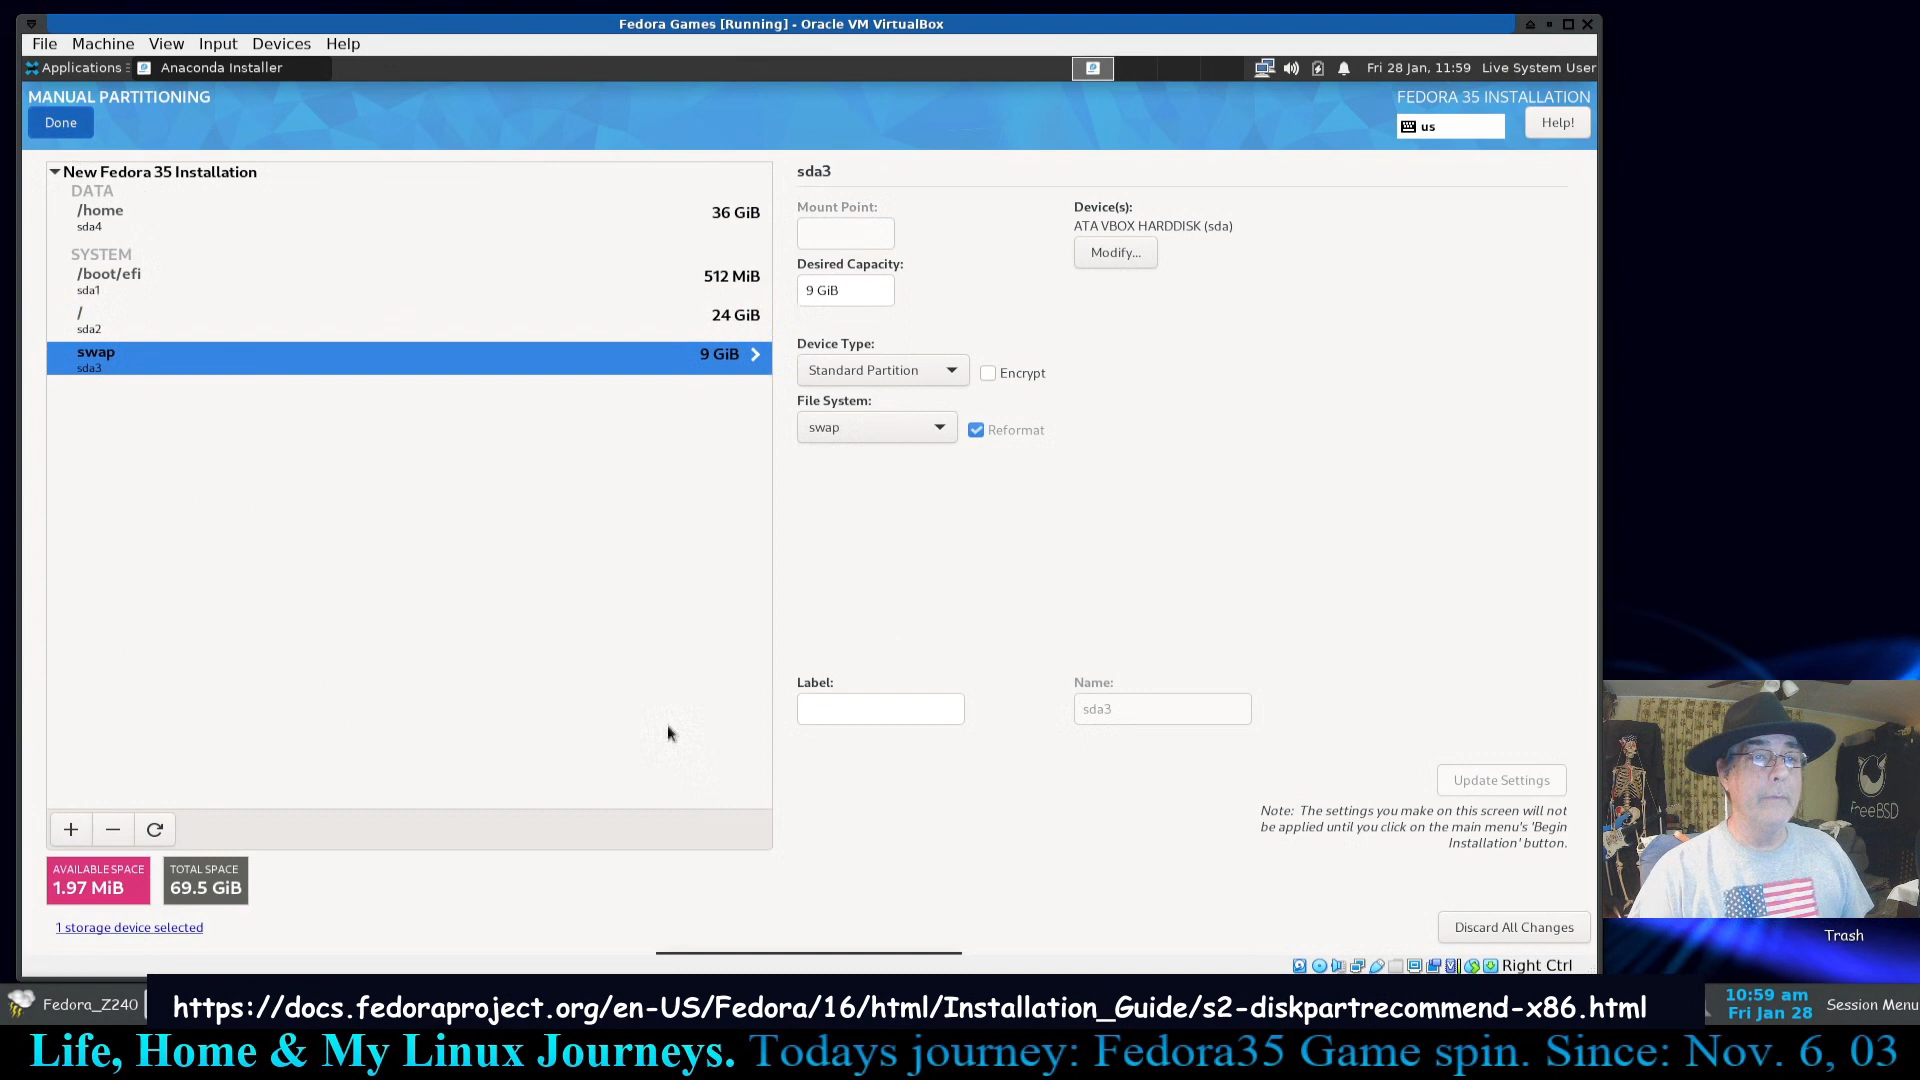 Fedora Games [Running] - Oracle VM VirtualBox
File Machine View Input Devices Help
Applications Anaconda Installer Fri 28 Jan, 11:59 Live System User
MANUAL PARTITIONING
FEDORA 35 INSTALLATION
Done
us
Help!
New Fedora 35 Installation
DATA
/home 36 GiB
sda4
SYSTEM
/boot/efi 512 MiB
sda1
/ 24 GiB
sda2
swap 9 GiB
sda3
sda3
Mount Point:
Device(s):
ATA VBOX HARDDISK (sda)
Modify...
Desired Capacity:
9 GiB
Device Type:
Standard Partition
Encrypt
File System:
swap
Reformat
Label:
Name:
sda3
Update Settings
Note: The settings you make on this screen will not
be applied until you click on the main menu's 'Begin
Installation' button.
AVAILABLE SPACE
1.97 MiB
TOTAL SPACE
69.5 GiB
1 storage device selected
Discard All Changes
Right Ctrl
FreeBSD
Trash
Fedora_Z240
https://docs.fedoraproject.org/en-US/Fedora/16/html/Installation_Guide/s2-diskpartrecommend-x86.html
10:59 am
Fri Jan 28
Session Menu
Life, Home & My Linux Journeys. Todays journey: Fedora35 Game spin. Since: Nov. 6, 03